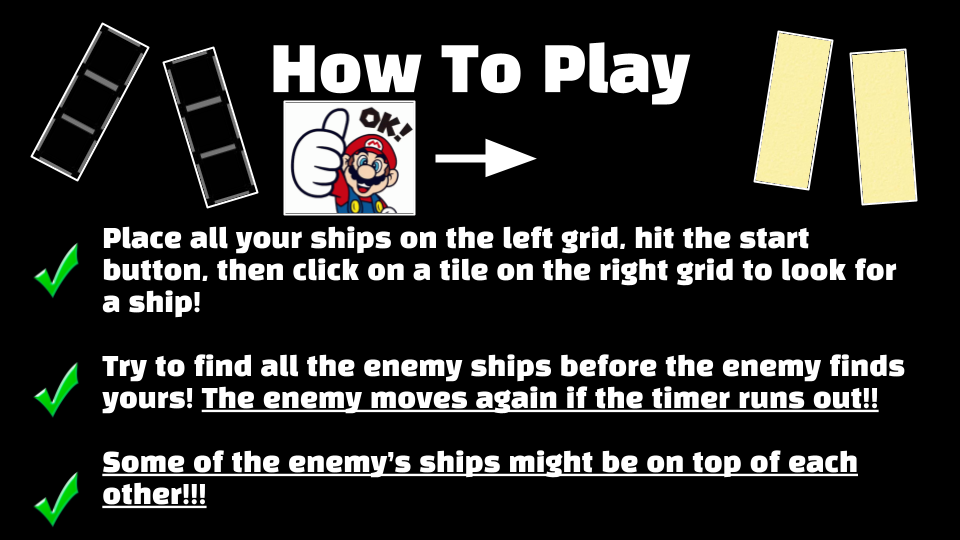 How To Play
OK!
Place all your ships on the left grid, hit the start
button, then click on a tile on the right grid to look for
a ship!
Try to find all the enemy ships before the enemy finds
yours! The enemy moves again if the timer runs out!!
Some of the enemy’s ships might be on top of each
other!!!